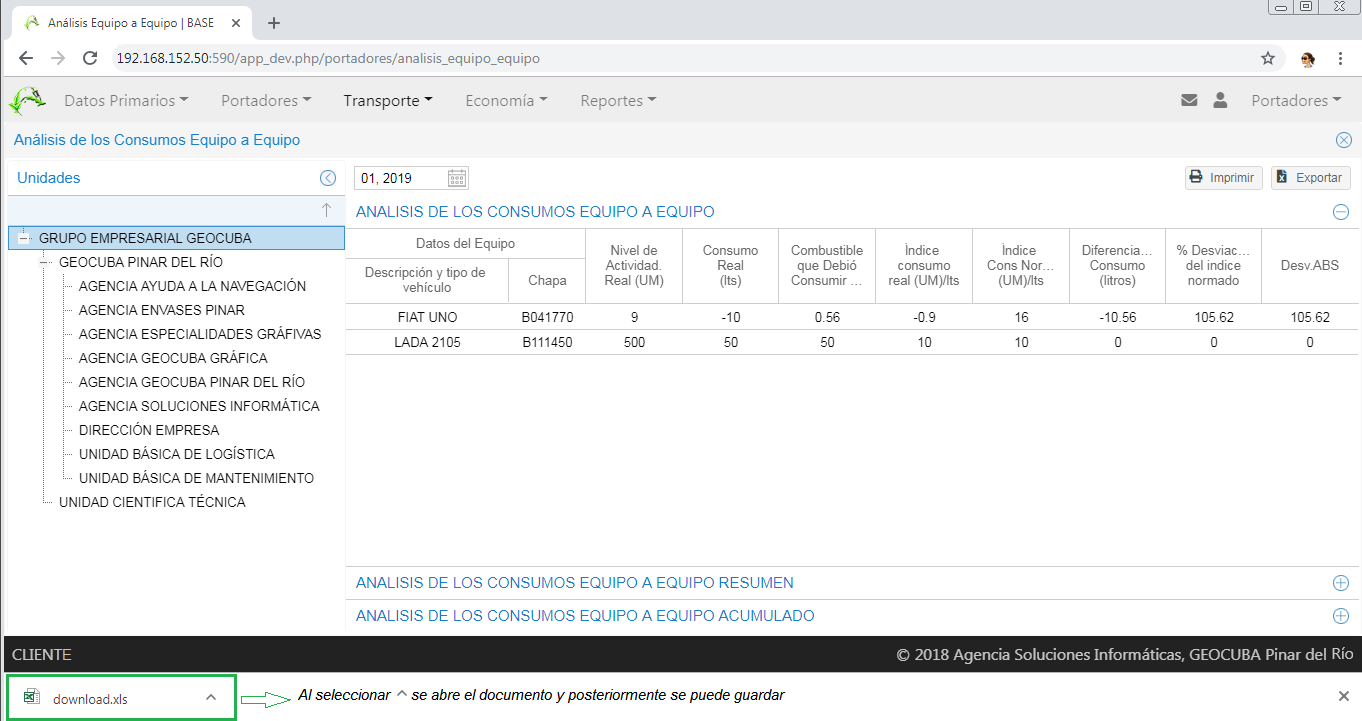 Análisis Equipo a Equipo | BASE
192.168.152.50:590/app_dev.php/portadores/analisis_equipo_equipo
Datos Primarios Portadores Transporte Economía Reportes Portadores
Análisis de los Consumos Equipo a Equipo
Unidades
01, 2019 Imprimir Exportar
ANALISIS DE LOS CONSUMOS EQUIPO A EQUIPO
GRUPO EMPRESARIAL GEOCUBA
GEOCUBA PINAR DEL RÍO
AGENCIA AYUDA A LA NAVEGACIÓN
AGENCIA ENVASES PINAR
AGENCIA ESPECIALIDADES GRÁFIVAS
AGENCIA GEOCUBA GRÁFICA
AGENCIA GEOCUBA PINAR DEL RÍO
AGENCIA SOLUCIONES INFORMÁTICA
DIRECCIÓN EMPRESA
UNIDAD BÁSICA DE LOGÍSTICA
UNIDAD BÁSICA DE MANTENIMIENTO
UNIDAD CIENTIFICA TÉCNICA
Datos del Equipo
Descripción y tipo de
vehículo
Chapa
Nivel de
Actividad.
Real (UM)
Consumo
Real
(lts)
Combustible
que Debió
Consumir ...
Ìndice
consumo
real (UM)/lts
Ìndice
Cons Nor...
(UM)/lts
Diferencia...
Consumo
(litros)
% Desviac...
del indice
normado
Desv.ABS
FIAT UNO B041770 9 -10 0.56 -0.9 16 -10.56 105.62 105.62
LADA 2105 B111450 500 50 50 10 10 0 0 0
ANALISIS DE LOS CONSUMOS EQUIPO A EQUIPO RESUMEN
ANALISIS DE LOS CONSUMOS EQUIPO A EQUIPO ACUMULADO
CLIENTE © 2018 Agencia Soluciones Informáticas, GEOCUBA Pinar del Río
download.xls
Al seleccionar ^ se abre el documento y posteriormente se puede guardar